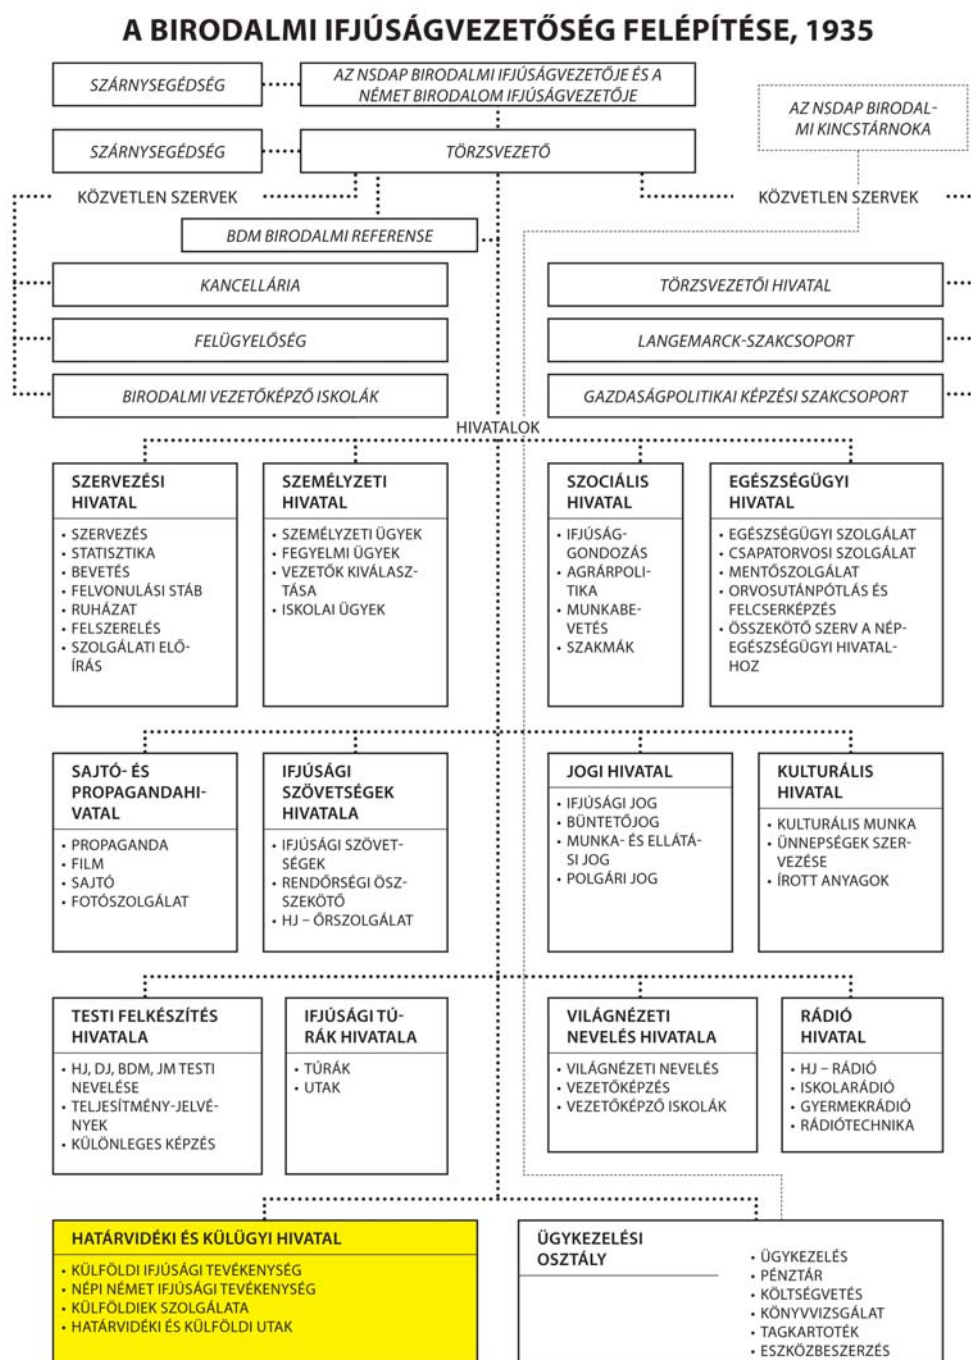 A BIRODALMI IFJÚSÁGVEZETŐSÉG FELÉPÍTÉSE, 1935
SZÁRNYSEGÉDSÉG
AZ NSDAP BIRODALMI IFJÚSÁGVEZETŐJE ÉS A
NÉMET BIRODALOM IFJÚSÁGVEZETŐJE
AZ NSDAP BIRODAL-
MI KINCSTÁRNOKA
SZÁRNYSEGÉDSÉG
TÖRZSVEZETŐ
KÖZVETLEN SZERVEK
KÖZVETLEN SZERVEK
BDM BIRODALMI REFERENSE
KANCELLÁRIA
TÖRZSVEZETŐI HIVATAL
FELÜGYELŐSÉG
LANGEMARCK-SZAKCSOPORT
BIRODALMI VEZETŐKÉPZŐ ISKOLÁK
GAZDASÁGPOLITIKAI KÉPZÉSI SZAKCSOPORT
HIVATALOK
SZERVEZÉSI
HIVATAL
• SZERVEZÉS
• STATISZTIKA
• BEVETÉS
• FELVONULÁSI STÁB
• RUHÁZAT
• FELSZERELÉS
• SZOLGÁLATI ELŐ-
ÍRÁS
SZEMÉLYZETI
HIVATAL
• SZEMÉLYZETI ÜGYEK
• FEGYELMI ÜGYEK
• VEZETŐK KIVÁLASZ-
TÁSA
• ISKOLAI ÜGYEK
SZOCIÁLIS
HIVATAL
• IFJÚSÁG-
GONDOZÁS
• AGRÁRPOLI-
TIKA
• MUNKABE-
VETÉS
• SZAKMÁK
EGÉSZSÉGÜGYI
HIVATAL
• EGÉSZSÉGÜGYI SZOLGÁLAT
• CSAPATORVOSI SZOLGÁLAT
• MENTŐSZOLGÁLAT
• ORVOSUTÁNPÓTLÁS ÉS
FELCSERKÉPZÉS
• ÖSSZEKÖTŐ SZERV A NÉP-
EGÉSZSÉGÜGYI HIVATAL-
HOZ
SAJTÓ- ÉS
PROPAGANDAHI-
VATAL
• PROPAGANDA
• FILM
• SAJTÓ
• FOTÓSZOLGÁLAT
IFJÚSÁGI
SZÖVETSÉGEK
HIVATALA
• IFJÚSÁGI SZÖVET-
SÉGEK
• RENDŐRSÉGI ÖSZ-
SZEKÖTŐ
• HJ – ŐRSZOLGÁLAT
JOGI HIVATAL
• IFJÚSÁGI JOG
• BÜNTETŐJOG
• MUNKA- ÉS ELLÁTÁ-
SI JOG
• POLGÁRI JOG
KULTURÁLIS
HIVATAL
• KULTURÁLIS MUNKA
• ÜNNEPSÉGEK SZER-
VEZÉSE
• ÍROTT ANYAGOK
TESTI FELKÉSZÍTÉS
HIVATALA
• HJ, DJ, BDM, JM TESTI
NEVELÉSE
• TELJESÍTMÉNY-JELVÉ-
NYEK
• KÜLÖNLEGES KÉPZÉS
IFJÚSÁGI TÚ-
RÁK HIVATALA
• TÚRÁK
• UTAK
VILÁGNÉZETI
NEVELÉS HIVATALA
• VILÁGNÉZETI NEVELÉS
• VEZETŐKÉPZÉS
• VEZETŐKÉPZŐ ISKOLÁK
RÁDIÓ
HIVATAL
• HJ – RÁDIÓ
• ISKOLARÁDIÓ
• GYERMEKRÁDIÓ
• RÁDIÓTECHNIKA
HATÁRVIDÉKI ÉS KÜLÜGYI HIVATAL
• KÜLFÖLDI IFJÚSÁGI TEVÉKENYSÉG
• NÉPI NÉMET IFJÚSÁGI TEVÉKENYSÉG
• KÜLFÖLDIEK SZOLGÁLATA
• HATÁRVIDÉKI ÉS KÜLFÖLDI UTAK
ÜGYKEZELÉSI
OSZTÁLY
• ÜGYKEZELÉS
• PÉNZTÁR
• KÖLTSÉGVETÉS
• KÖNYVVIZSGÁLAT
• TAGKARTOTÉK
• ESZKÖZBESZERZÉS